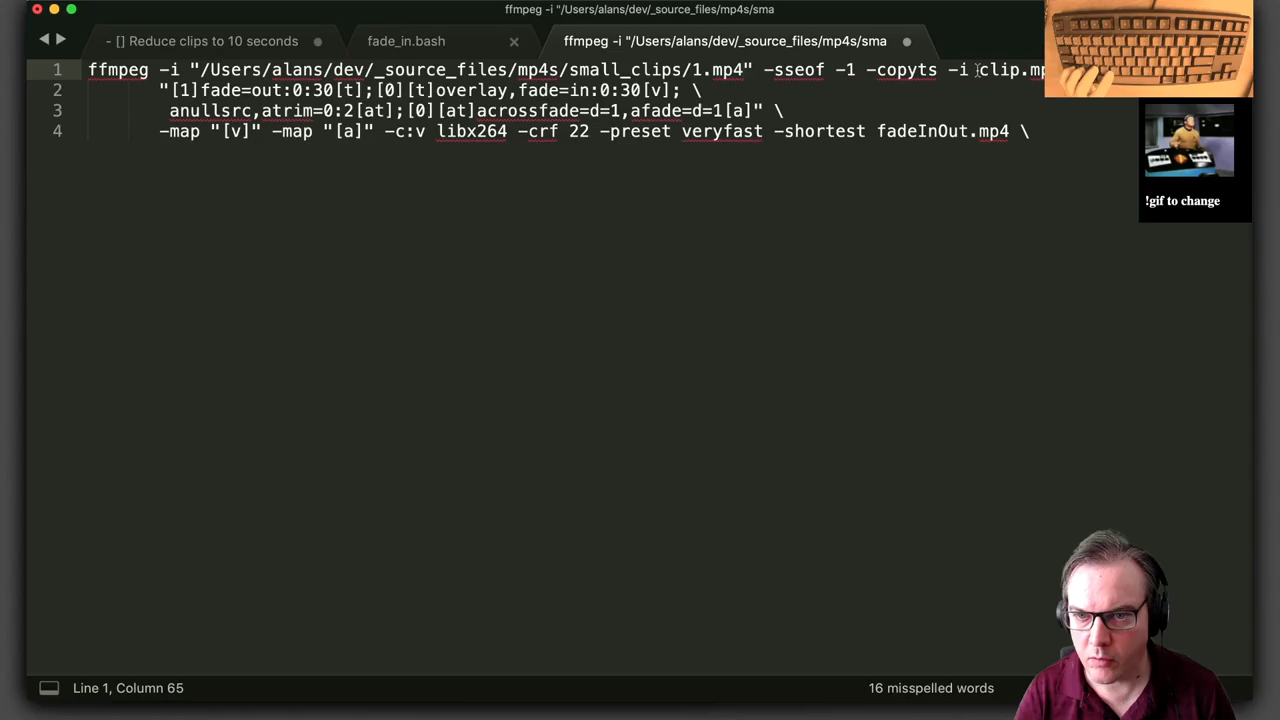 ffmpeg -i "/Users/alans/dev/_source_files/mp4s/sma
- [] Reduce clips to 10 seconds
fade_in.bash
ffmpeg -i "/Users/alans/dev/_source_files/mp4s/sma
1 ffmpeg -i "/Users/alans/dev/_source_files/mp4s/small_clips/1.mp4" -sseof -1 -copyts -i clip.mp
2 "[1]fade=out:0:30[t];[0][t]overlay,fade=in:0:30[v]; \
3 anullsrc,atrim=0:2[at];[0][at]acrossfade=d=1,afade=d=1[a]" \
4 -map "[v]" -map "[a]" -c:v libx264 -crf 22 -preset veryfast -shortest fadeInOut.mp4 \
!gif to change
Line 1, Column 65
16 misspelled words